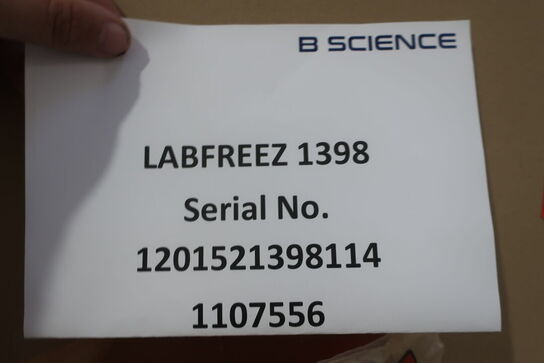 B SCIENCE
LABFREEZ 1398
Serial No.
1201521398114
1107556